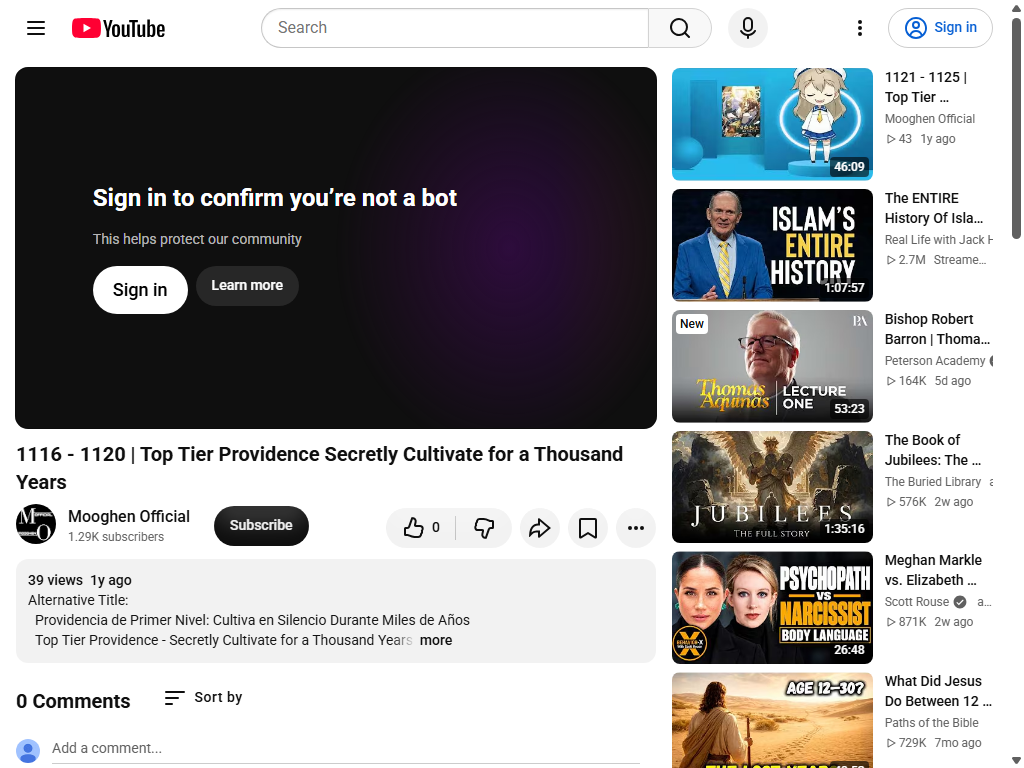 YouTube
Search
Sign in
Sign in to confirm you’re not a bot
This helps protect our community
Sign in
Learn more
1116 - 1120 | Top Tier Providence Secretly Cultivate for a Thousand
Years
Mooghen Official
1.29K subscribers
Subscribe
0
39 views 1y ago
Alternative Title:
Providencia de Primer Nivel: Cultiva en Silencio Durante Miles de Años
Top Tier Providence - Secretly Cultivate for a Thousand Years more
0 Comments
Sort by
Add a comment...
46:09
1121 - 1125 |
Top Tier ...
Mooghen Official
43 1y ago
ISLAM'S
ENTIRE
HISTORY
1:07:57
The ENTIRE
History Of Isla...
Real Life with Jack H
2.7M Streame...
New
Thomas
Aquinas
LECTURE
ONE
53:23
Bishop Robert
Barron | Thoma...
Peterson Academy
164K 5d ago
JUBILEES
THE FULL STORY
1:35:16
The Book of
Jubilees: The ...
The Buried Library
576K 2w ago
PSYCHOPATH
VS
NARCISSIST
BODY LANGUAGE
26:48
Meghan Markle
vs. Elizabeth ...
Scott Rouse a...
871K 2w ago
AGE 12–30?
What Did Jesus
Do Between 12 ...
Paths of the Bible
729K 7mo ago